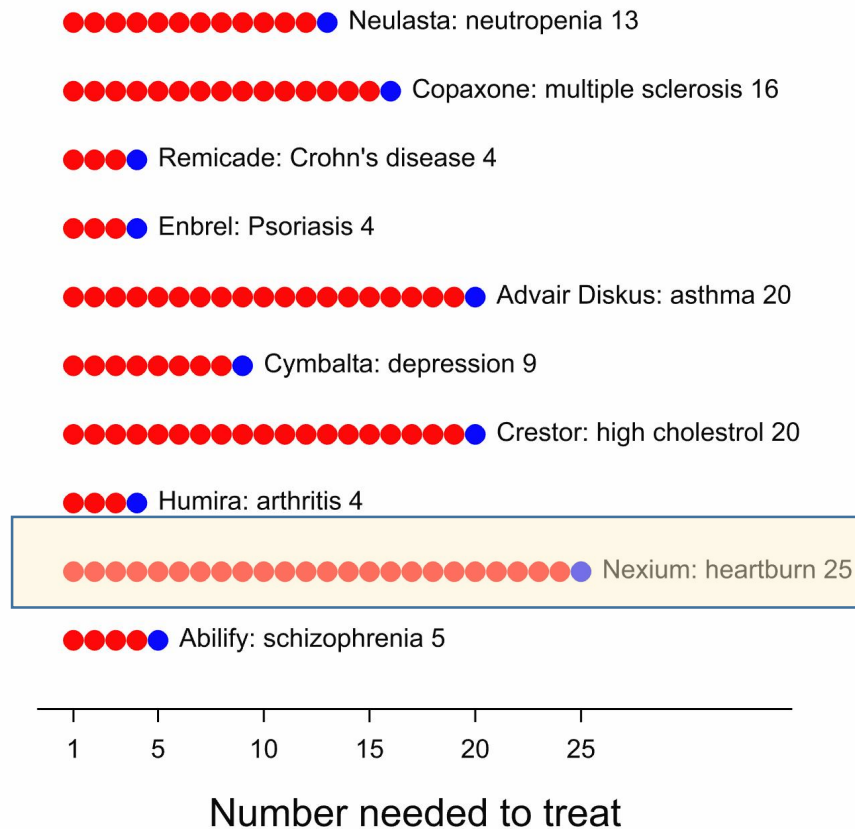 Neulasta: neutropenia 13
Copaxone: multiple sclerosis 16
Remicade: Crohn's disease 4
Enbrel: Psoriasis 4
Advair Diskus: asthma 20
Cymbalta: depression 9
Crestor: high cholestrol 20
Humira: arthritis 4
Nexium: heartburn 25
Abilify: schizophrenia 5
1 5 10 15 20 25
Number needed to treat